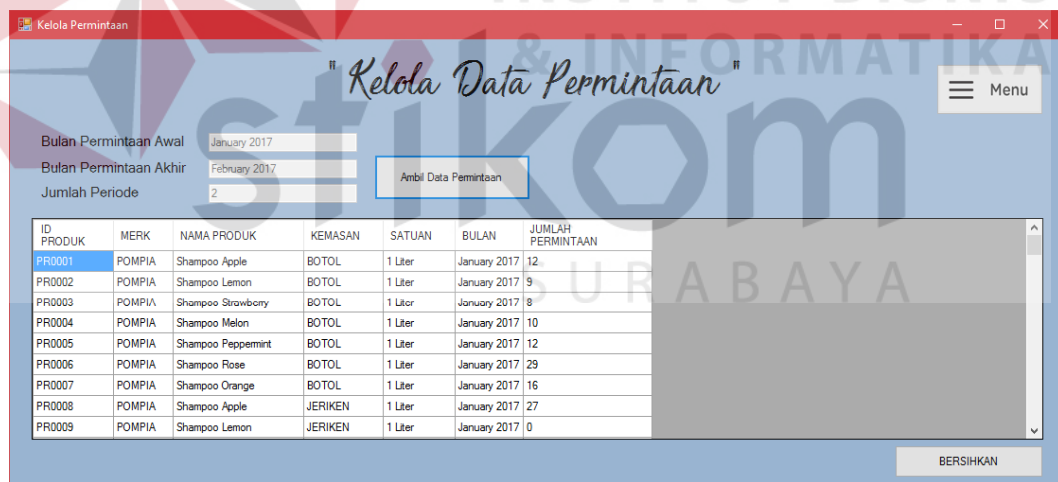 Kelola Permintaan
& INFORMATIKA
" Kelola Data Permintaan "
Menu
stikom
Bulan Permintaan Awal January 2017
Bulan Permintaan Akhir February 2017
Jumlah Periode 2
Ambil Data Permintaan
ID PRODUK MERK NAMA PRODUK KEMASAN SATUAN BULAN JUMLAH PERMINTAAN
PR0001 POMPIA Shampoo Apple BOTOL 1 Liter January 2017 12
PR0002 POMPIA Shampoo Lemon BOTOL 1 Liter January 2017 9
SURABAYA
PR0003 POMPIA Shampoo Strawberry BOTOL 1 Liter January 2017 8
PR0004 POMPIA Shampoo Melon BOTOL 1 Liter January 2017 10
PR0005 POMPIA Shampoo Peppermint BOTOL 1 Liter January 2017 12
PR0006 POMPIA Shampoo Rose BOTOL 1 Liter January 2017 29
PR0007 POMPIA Shampoo Orange BOTOL 1 Liter January 2017 16
PR0008 POMPIA Shampoo Apple JERIKEN 1 Liter January 2017 27
PR0009 POMPIA Shampoo Lemon JERIKEN 1 Liter January 2017 0
BERSIHKAN